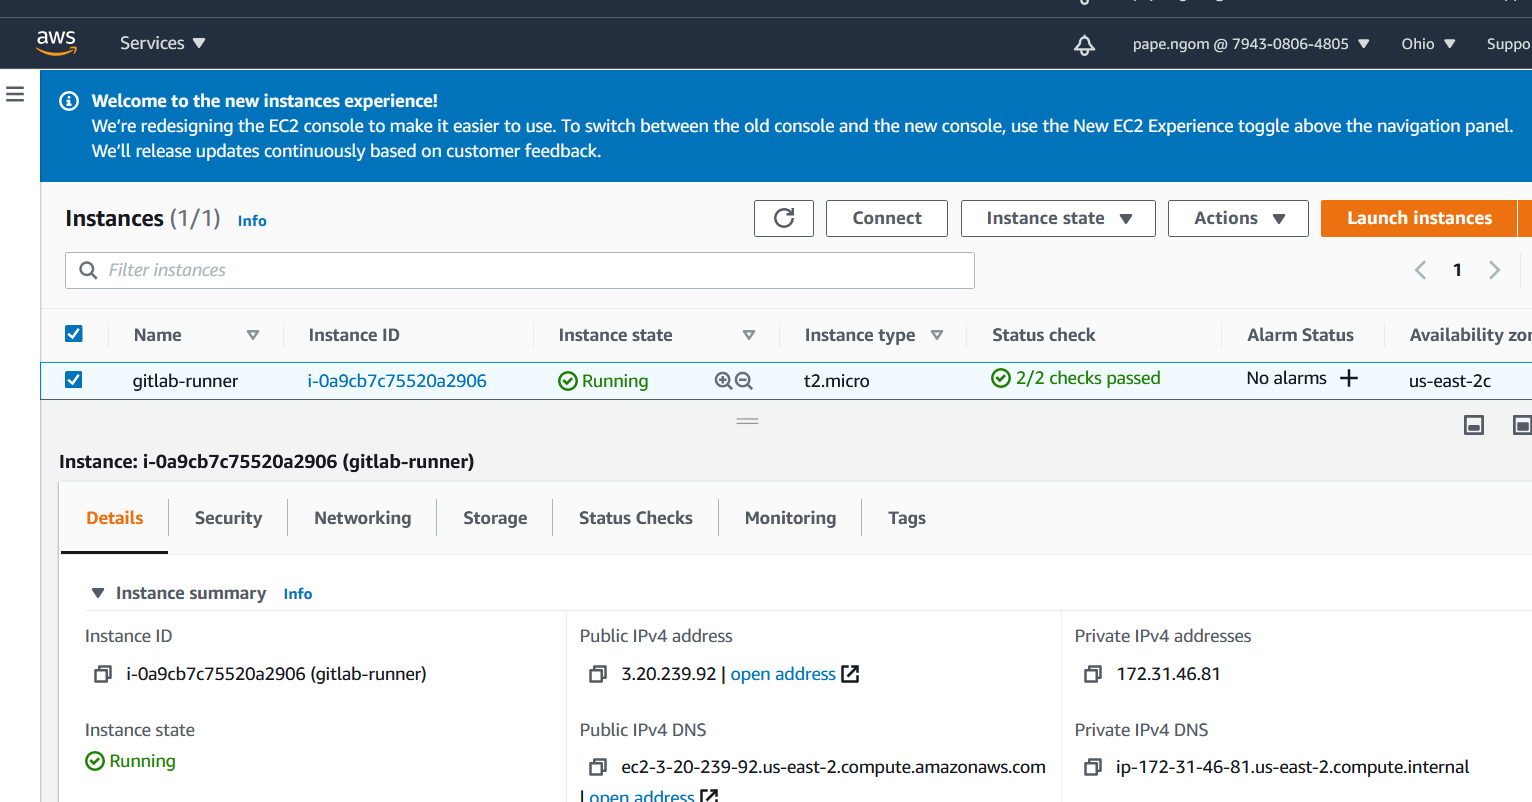 aws Services pape.ngom @ 7943-0806-4805 Ohio Suppo
Welcome to the new instances experience!
We're redesigning the EC2 console to make it easier to use. To switch between the old console and the new console, use the New EC2 Experience toggle above the navigation panel.
We'll release updates continuously based on customer feedback.
Instances (1/1) Info Connect Instance state Actions Launch instances
Filter instances 1
Name Instance ID Instance state Instance type Status check Alarm Status Availability zon
gitlab-runner i-0a9cb7c75520a2906 Running t2.micro 2/2 checks passed No alarms + us-east-2c
Instance: i-0a9cb7c75520a2906 (gitlab-runner)
Details Security Networking Storage Status Checks Monitoring Tags
Instance summary Info
Instance ID Public IPv4 address Private IPv4 addresses
i-0a9cb7c75520a2906 (gitlab-runner) 3.20.239.92 | open address 172.31.46.81
Instance state Public IPv4 DNS Private IPv4 DNS
Running ec2-3-20-239-92.us-east-2.compute.amazonaws.com ip-172-31-46-81.us-east-2.compute.internal
| open address